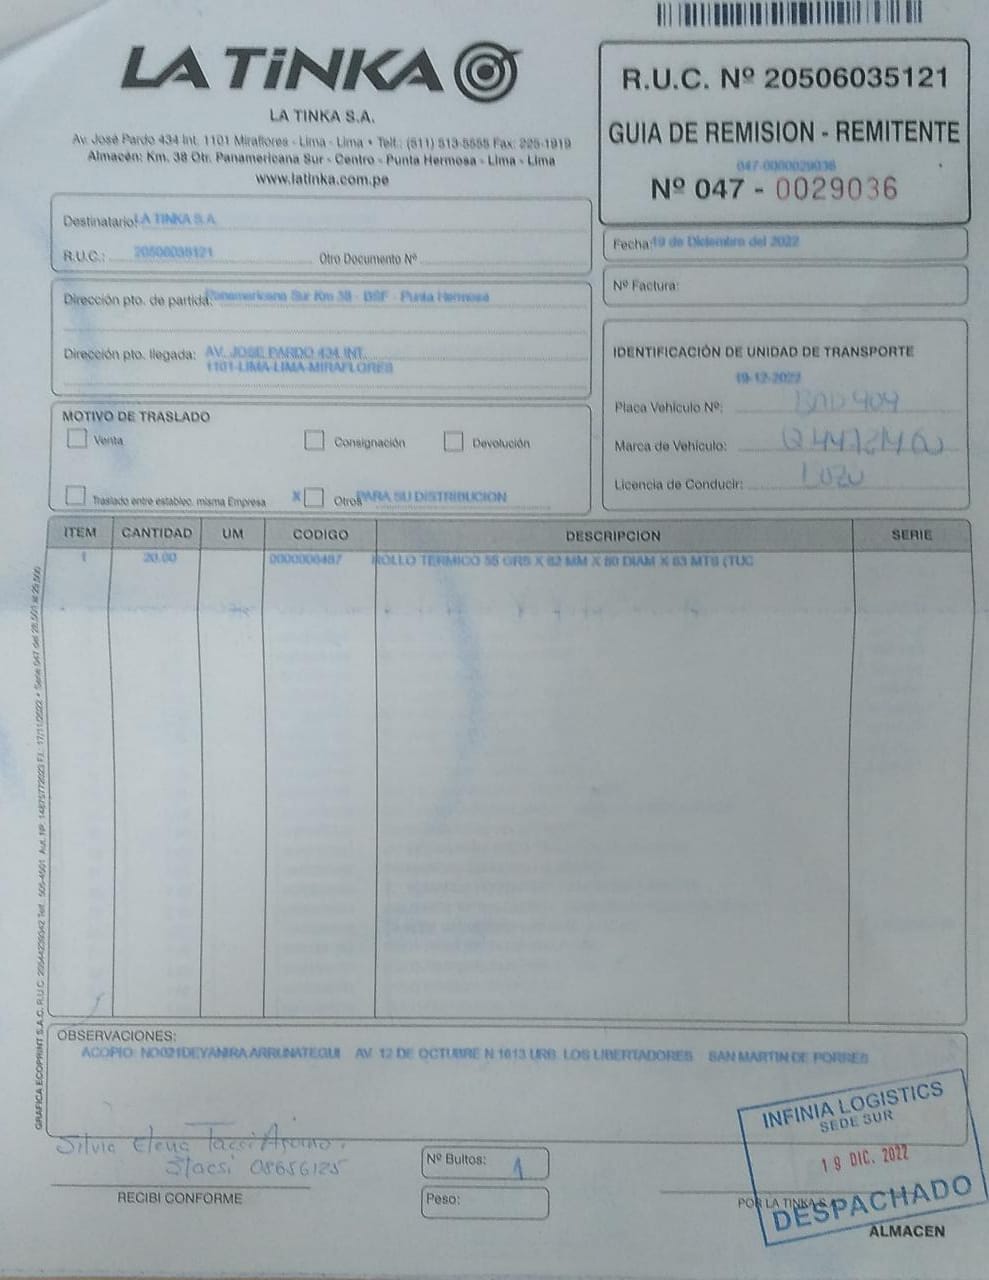 LA TiNKA
LA TINKA S.A.
Av. José Pardo 434 Int. 1101 Miraflores - Lima - Lima • Telf.: (511) 513-5555 Fax: 225-1919
Almacén: Km. 38 Otr. Panamericana Sur - Centro - Punta Hermosa - Lima - Lima
www.latinka.com.pe
R.U.C. Nº 20506035121
GUIA DE REMISION - REMITENTE
047-0000029036
Nº 047 - 0029036
Destinatario: LA TINKA S.A.
R.U.C.: 20506035121 Otro Documento Nº
Fecha: 19 de Diciembre del 2022
Nº Factura:
Dirección pto. de partida: Panamericana Sur Km 38 - BSF - Punta Hermosa
Dirección pto. llegada: AV. JOSE PARDO 434 INT.
1101-LIMA-LIMA-MIRAFLORES
IDENTIFICACIÓN DE UNIDAD DE TRANSPORTE
19-12-2022
Placa Vehículo Nº:
Marca de Vehículo:
Licencia de Conducir:
MOTIVO DE TRASLADO
Venta Consignación Devolución
Traslado entre establec. misma Empresa X Otros PARA SU DISTRIBUCION
ITEM CANTIDAD UM CODIGO DESCRIPCION SERIE
1 20.00 0000006487 ROLLO TERMICO 55 GRS X 82 MM X 80 DIAM X 83 MTS (TUC
OBSERVACIONES:
ACOPIO: NO021DEYANIRA ARRUNATEGUI AV. 12 DE OCTUBRE N 1613 URB. LOS LIBERTADORES SAN MARTIN DE PORRES
Silvia Elena Tacsi
Stacsi 08656125
RECIBI CONFORME
Nº Bultos: 1
Peso:
INFINIA LOGISTICS
SEDE SUR
19 DIC. 2022
DESPACHADO
POR LA TINKA S.A.
ALMACEN
GRAFICA ECOPRINT S.A.C. R.U.C.